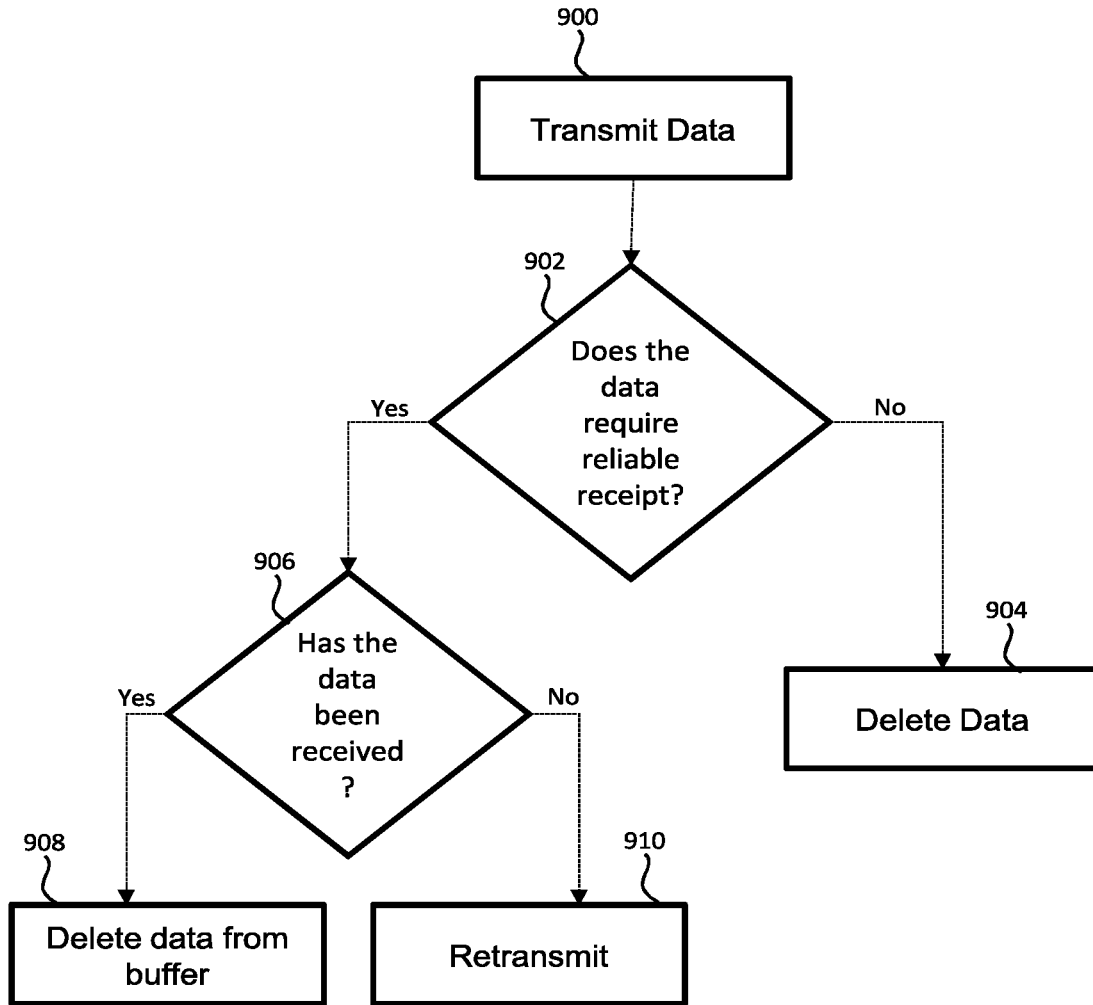 900
Transmit Data
902
Does the
data
require
reliable
receipt?
Yes
No
906
Has the
data
been
received
?
Yes
No
904
Delete Data
908
Delete data from
buffer
910
Retransmit